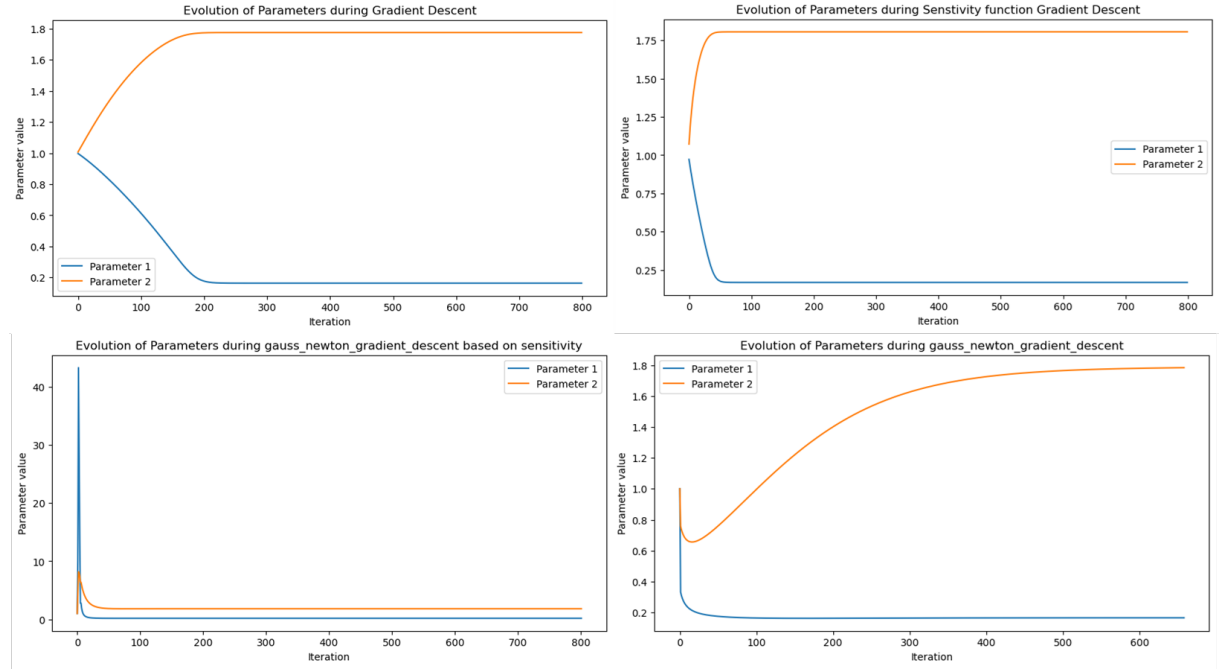 Evolution of Parameters during Gradient Descent
Parameter value
1.8
1.6
1.4
1.2
1.0
0.8
0.6
0.4
0.2
Parameter 1
Parameter 2
0 100 200 300 400 500 600 700 800
Iteration
Evolution of Parameters during Senstivity function Gradient Descent
Parameter value
1.75
1.50
1.25
1.00
0.75
0.50
0.25
Parameter 1
Parameter 2
0 100 200 300 400 500 600 700 800
Iteration
Evolution of Parameters during gauss_newton_gradient_descent based on sensitivity
Parameter value
40
30
20
10
0
Parameter 1
Parameter 2
0 100 200 300 400 500 600 700 800
Iteration
Evolution of Parameters during gauss_newton_gradient_descent
Parameter value
1.8
1.6
1.4
1.2
1.0
0.8
0.6
0.4
0.2
Parameter 1
Parameter 2
0 100 200 300 400 500 600
Iteration